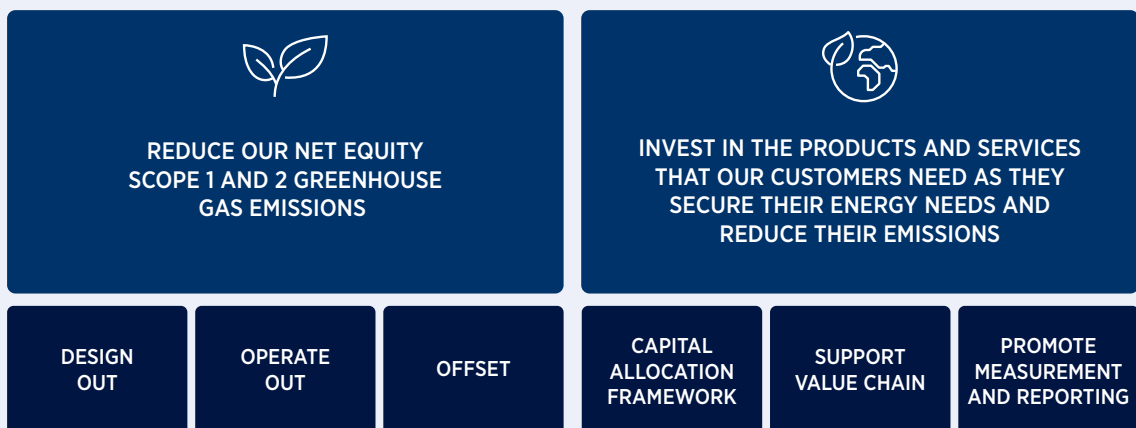 REDUCE OUR NET EQUITY
SCOPE 1 AND 2 GREENHOUSE
GAS EMISSIONS
INVEST IN THE PRODUCTS AND SERVICES
THAT OUR CUSTOMERS NEED AS THEY
SECURE THEIR ENERGY NEEDS AND
REDUCE THEIR EMISSIONS
DESIGN
OUT
OPERATE
OUT
OFFSET
CAPITAL
ALLOCATION
FRAMEWORK
SUPPORT
VALUE CHAIN
PROMOTE
MEASUREMENT
AND REPORTING